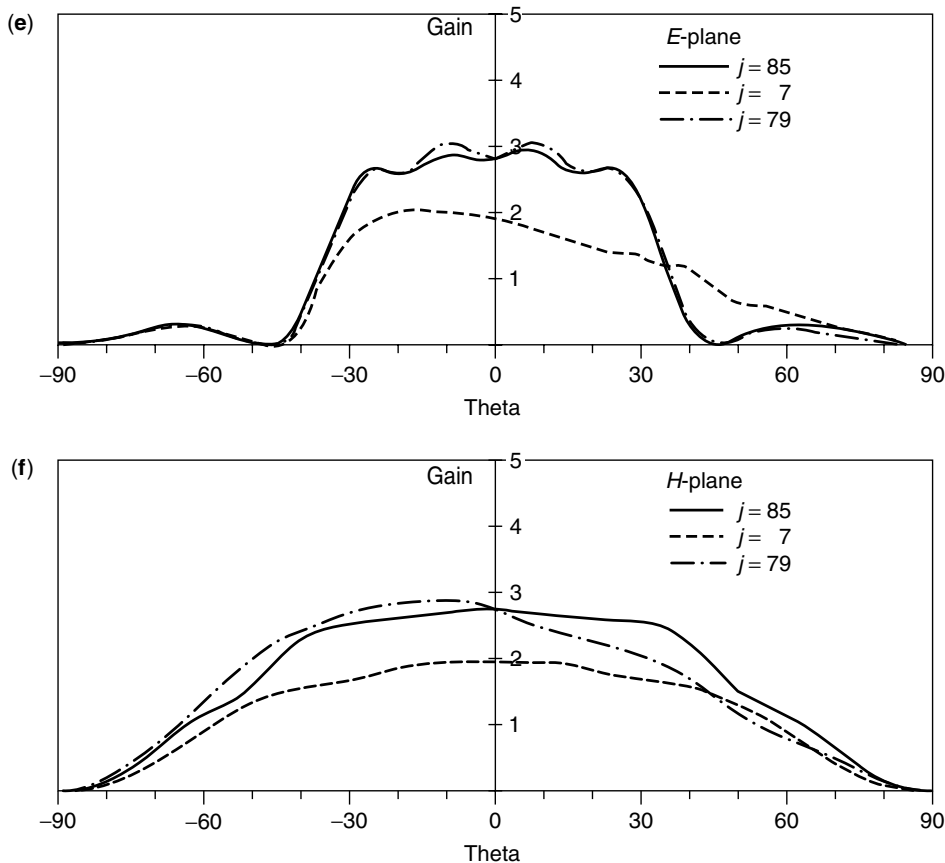 (e)
Gain
5
4
3
2
1
E-plane
j = 85
j = 7
j = 79
−90
−60
−30
0
30
60
90
Theta
(f)
Gain
5
4
3
2
1
H-plane
j = 85
j = 7
j = 79
−90
−60
−30
0
30
60
90
Theta